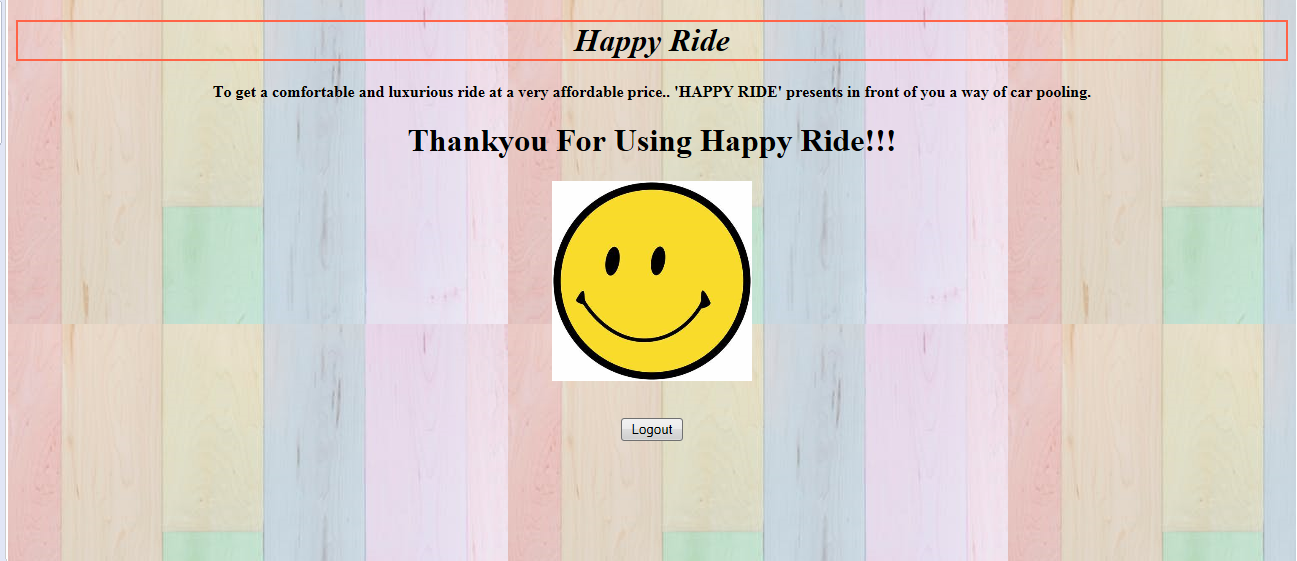 Happy Ride
To get a comfortable and luxurious ride at a very affordable price.. 'HAPPY RIDE' presents in front of you a way of car pooling.
Thankyou For Using Happy Ride!!!
Logout